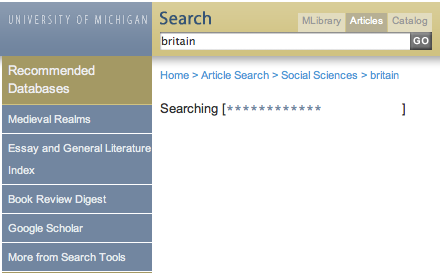 UNIVERSITY OF MICHIGAN
Search
MLibrary Articles Catalog
britain
GO
Recommended
Databases
Medieval Realms
Essay and General Literature
Index
Book Review Digest
Google Scholar
More from Search Tools
Home > Article Search > Social Sciences > britain
Searching [************ ]